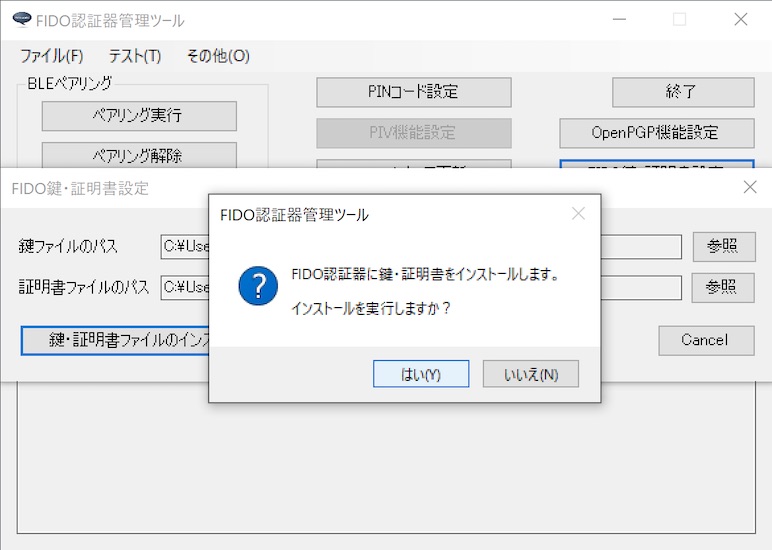 FIDO認証器管理ツール
ファイル(F) テスト(T) その他(O)
BLEペアリング
ペアリング実行
ペアリング解除
PINコード設定
PIV機能設定
終了
OpenPGP機能設定
FIDO鍵・証明書設定
鍵ファイルのパス
C:¥Use
参照
証明書ファイルのパス
C:¥Use
参照
鍵・証明書ファイルのインス
Cancel
FIDO認証器管理ツール
FIDO認証器に鍵・証明書をインストールします。
インストールを実行しますか？
はい(Y)
いいえ(N)